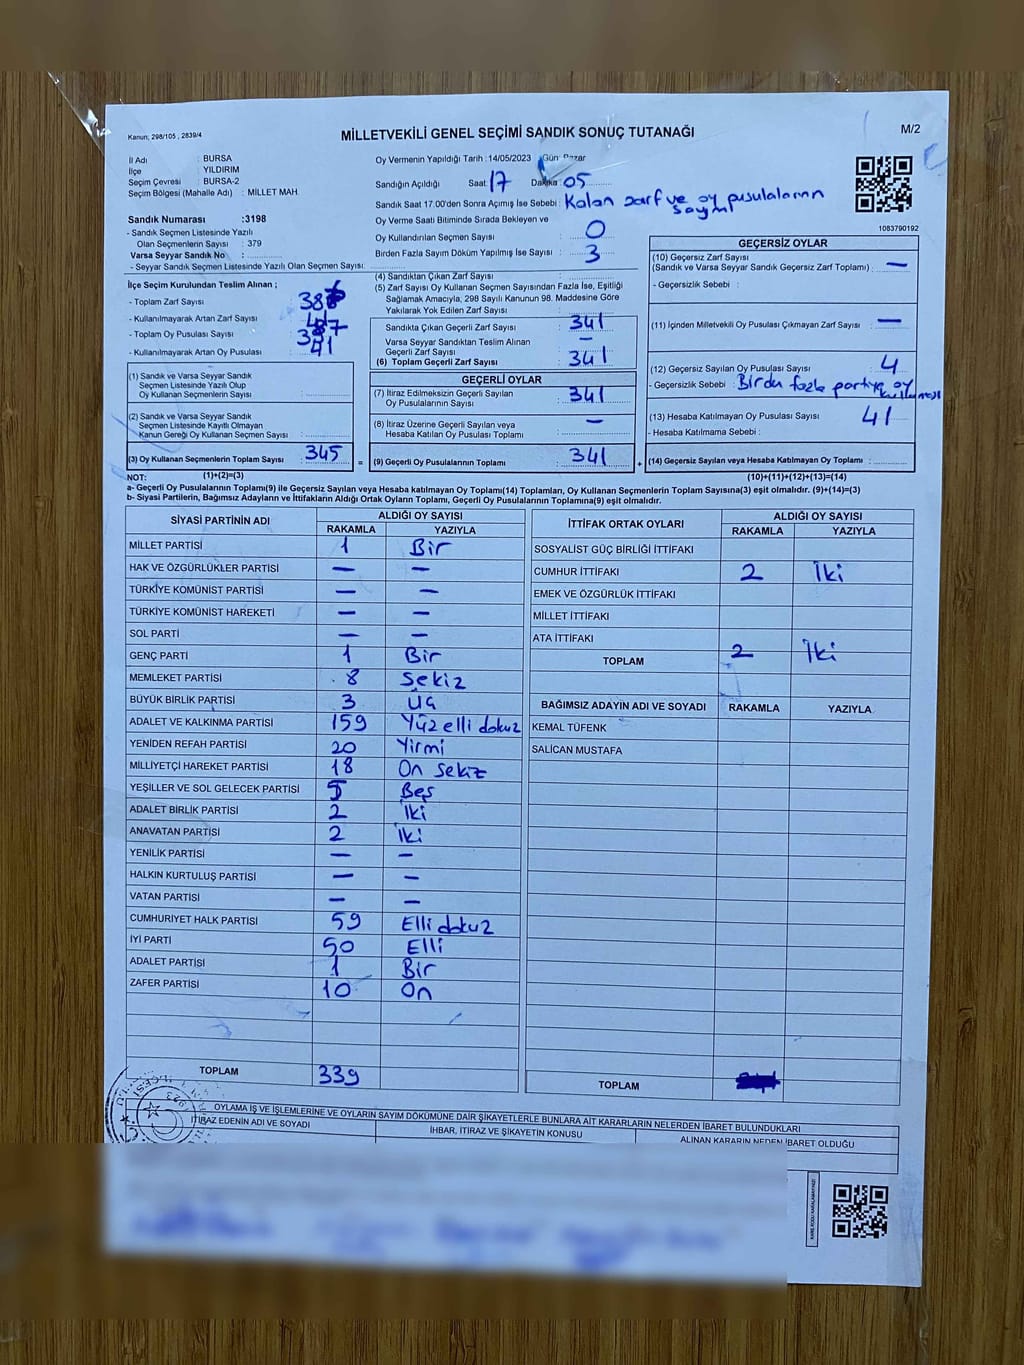 Kanun; 298/105 , 2839/4
MİLLETVEKİLİ GENEL SEÇİMİ SANDIK SONUÇ TUTANAĞI
M/2
İl Adı : BURSA
İlçe : YILDIRIM
Seçim Çevresi : BURSA-2
Seçim Bölgesi (Mahalle Adı) : MİLLET MAH.
Sandık Numarası :3198
- Sandık Seçmen Listesinde Yazılı
Olan Seçmenlerin Sayısı : 379
Varsa Seyyar Sandık No :
- Seyyar Sandık Seçmen Listesinde Yazılı Olan Seçmen Sayısı:
Oy Vermenin Yapıldığı Tarih : 14/05/2023 Gün: Pazar
Sandığın Açıldığı Saat: 17 Dakika : 05
Sandık Saat 17.00'den Sonra Açımış İse Sebebi : Kalan zarf ve oy pusulalarının
sayımı
Oy Verme Saati Bitiminde Sırada Bekleyen ve
Oy Kullandırılan Seçmen Sayısı : 0
Birden Fazla Sayım Döküm Yapılmış İse Sayısı : 3
1083790192
İlçe Seçim Kurulundan Teslim Alınan ;
- Toplam Zarf Sayısı :
- Kullanılmayarak Artan Zarf Sayısı :
- Toplam Oy Pusulası Sayısı :
- Kullanılmayarak Artan Oy Pusulası : 41
(1) Sandık ve Varsa Seyyar Sandık
Seçmen Listesinde Yazılı Olup
Oy Kullanan Seçmenlerin Sayısı :
(2) Sandık ve Varsa Seyyar Sandık
Seçmen Listesinde Kayıtlı Olmayan
Kanun Gereği Oy Kullanan Seçmen Sayısı :
(3) Oy Kullanan Seçmenlerin Toplam Sayısı : 345
(4) Sandıktan Çıkan Zarf Sayısı :
(5) Zarf Sayısı Oy Kullanan Seçmen Sayısından Fazla İse, Eşitliği
Sağlamak Amacıyla, 298 Sayılı Kanunun 98. Maddesine Göre
Yakılarak Yok Edilen Zarf Sayısı :
Sandıkta Çıkan Geçerli Zarf Sayısı : 341
Varsa Seyyar Sandıktan Teslim Alınan
Geçerli Zarf Sayısı : —
(6) Toplam Geçerli Zarf Sayısı : 341
GEÇERLİ OYLAR
(7) İtiraz Edilmeksizin Geçerli Sayılan
Oy Pusulalarının Sayısı : 341
(8) İtiraz Üzerine Geçerli Sayılan veya
Hesaba Katılan Oy Pusulası Toplamı : —
= (9) Geçerli Oy Pusulalarının Toplamı : 341 +
GEÇERSİZ OYLAR
(10) Geçersiz Zarf Sayısı
(Sandık ve Varsa Seyyar Sandık Geçersiz Zarf Toplamı) : —
- Geçersizlik Sebebi :
(11) İçinden Milletvekili Oy Pusulası Çıkmayan Zarf Sayısı : —
(12) Geçersiz Sayılan Oy Pusulası Sayısı : 4
- Geçersizlik Sebebi : Birden fazla partiye oy
kullanması
(13) Hesaba Katılmayan Oy Pusulası Sayısı : 41
- Hesaba Katılmama Sebebi :
(14) Geçersiz Sayılan veya Hesaba Katılmayan Oy Toplamı :
NOT: (1)+(2)=(3) (10)+(11)+(12)+(13)=(14)
a- Geçerli Oy Pusulalarının Toplamı(9) ile Geçersiz Sayılan veya Hesaba Katılmayan Oy Toplamı(14) Toplamları, Oy Kullanan Seçmenlerin Toplam Sayısına(3) eşit olmalıdır. (9)+(14)=(3)
b- Siyasi Partilerin, Bağımsız Adayların ve İttifakların Aldığı Ortak Oyların Toplamı, Geçerli Oy Pusulalarının Toplamına(9) eşit olmalıdır.
SİYASİ PARTİNİN ADI ALDIĞI OY SAYISI
RAKAMLA YAZIYLA
MİLLET PARTİSİ 1 Bir
HAK VE ÖZGÜRLÜKLER PARTİSİ — —
TÜRKİYE KOMÜNİST PARTİSİ — —
TÜRKİYE KOMÜNİST HAREKETİ — —
SOL PARTİ — —
GENÇ PARTİ 1 Bir
MEMLEKET PARTİSİ 8 Sekiz
BÜYÜK BİRLİK PARTİSİ 3 Üç
ADALET VE KALKINMA PARTİSİ 159 Yüz elli dokuz
YENİDEN REFAH PARTİSİ 20 Yirmi
MİLLİYETÇİ HAREKET PARTİSİ 18 On sekiz
YEŞİLLER VE SOL GELECEK PARTİSİ 5 Beş
ADALET BİRLİK PARTİSİ 2 İki
ANAVATAN PARTİSİ 2 İki
YENİLİK PARTİSİ — —
HALKIN KURTULUŞ PARTİSİ — —
VATAN PARTİSİ — —
CUMHURİYET HALK PARTİSİ 59 Elli dokuz
İYİ PARTİ 50 Elli
ADALET PARTİSİ 1 Bir
ZAFER PARTİSİ 10 On
TOPLAM 339
İTTİFAK ORTAK OYLARI ALDIĞI OY SAYISI
RAKAMLA YAZIYLA
SOSYALİST GÜÇ BİRLİĞİ İTTİFAKI
CUMHUR İTTİFAKI 2 İki
EMEK VE ÖZGÜRLÜK İTTİFAKI
MİLLET İTTİFAKI
ATA İTTİFAKI
TOPLAM 2 İki
BAĞIMSIZ ADAYIN ADI VE SOYADI RAKAMLA YAZIYLA
KEMAL TÜFENK
SALİCAN MUSTAFA
TOPLAM
OYLAMA İŞ VE İŞLEMLERİNE VE OYLARIN SAYIM DÖKÜMÜNE DAİR ŞİKAYETLERLE BUNLARA AİT KARARLARIN NELERDEN İBARET BULUNDUKLARI
İTİRAZ EDENİN ADI VE SOYADI İHBAR, İTİRAZ VE ŞİKAYETİN KONUSU ALINAN KARARIN NEDEN İBARET OLDUĞU